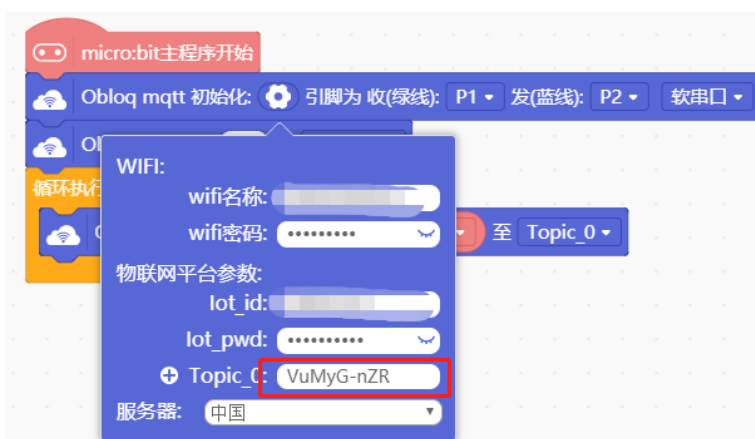 micro:bit主程序开始
Obloq mqtt 初始化: 引脚为 收(绿线): P1 发(蓝线): P2 软串口
WIFI:
循环执行
wifi名称:
wifi密码: •••••••••
至 Topic_0
物联网平台参数:
Iot_id:
Iot_pwd: ••••••••••
Topic_0: VuMyG-nZR
服务器: 中国